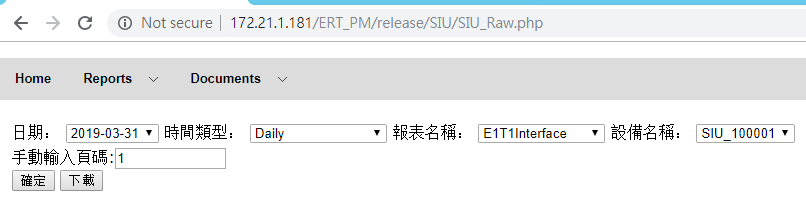 Not secure | 172.21.1.181/ERT_PM/release/SIU/SIU_Raw.php
Home Reports Documents
日期： 2019-03-31 時間類型： Daily 報表名稱： E1T1Interface 設備名稱： SIU_100001
手動輸入頁碼:1
確定 下載